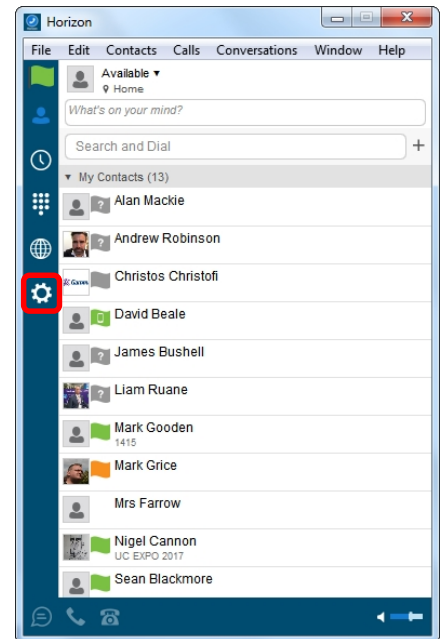 Horizon
File Edit Contacts Calls Conversations Window Help
Available ▾
Home
What's on your mind?
Search and Dial +
▾ My Contacts (13)
? Alan Mackie
? Andrew Robinson
Games Christos Christofi
David Beale
? James Bushell
? Liam Ruane
Mark Gooden
1415
Mark Grice
Mrs Farrow
Nigel Cannon
UC EXPO 2017
Sean Blackmore